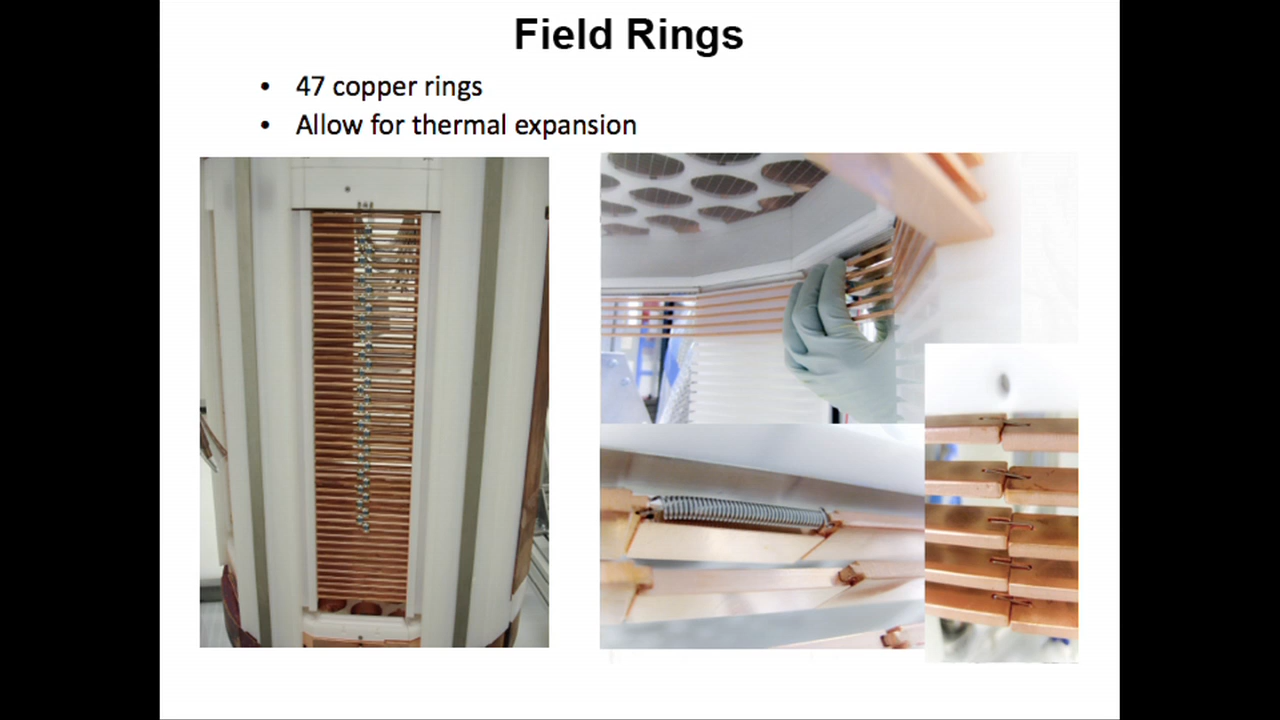 Field Rings
• 47 copper rings
• Allow for thermal expansion